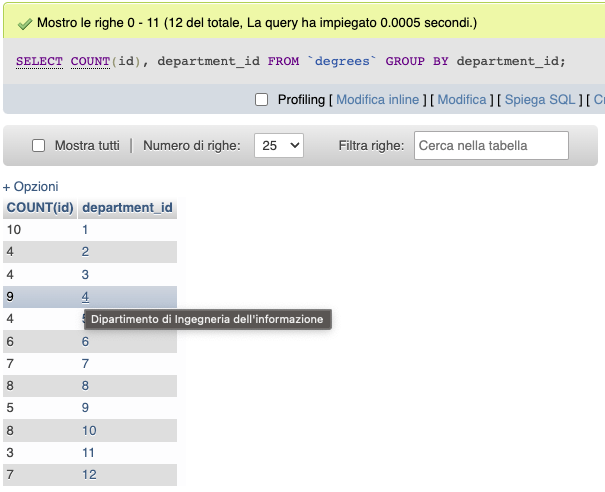 Mostro le righe 0 - 11 (12 del totale, La query ha impiegato 0.0005 secondi.)
SELECT COUNT(id), department_id FROM `degrees` GROUP BY department_id;
Profiling [ Modifica inline ] [ Modifica ] [ Spiega SQL ] [
Mostra tutti | Numero di righe: 25 Filtra righe: Cerca nella tabella
+ Opzioni
COUNT(id) department_id
10 1
4 2
4 3
9 4
4
Dipartimento di Ingegneria dell'informazione
6 6
7 7
8 8
5 9
8 10
3 11
7 12